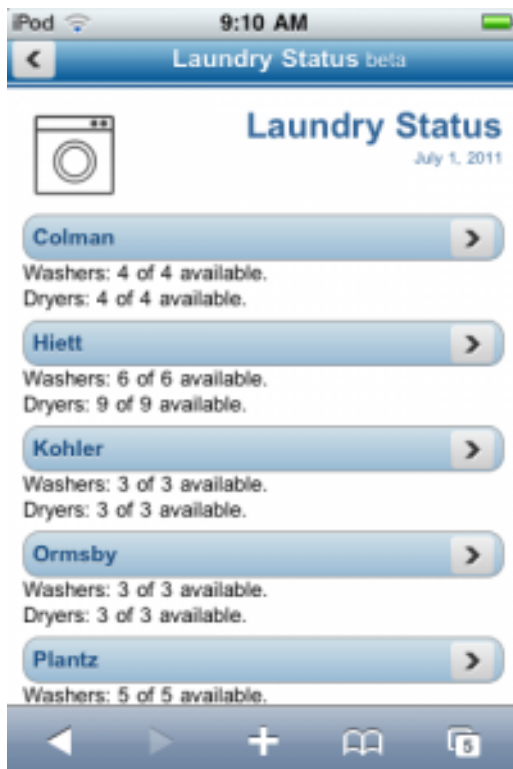 iPod 9:10 AM
Laundry Status beta
Laundry Status
July 1, 2011
Colman
Washers: 4 of 4 available.
Dryers: 4 of 4 available.
Hiett
Washers: 6 of 6 available.
Dryers: 9 of 9 available.
Kohler
Washers: 3 of 3 available.
Dryers: 3 of 3 available.
Ormsby
Washers: 3 of 3 available.
Dryers: 3 of 3 available.
Plantz
Washers: 5 of 5 available.
5